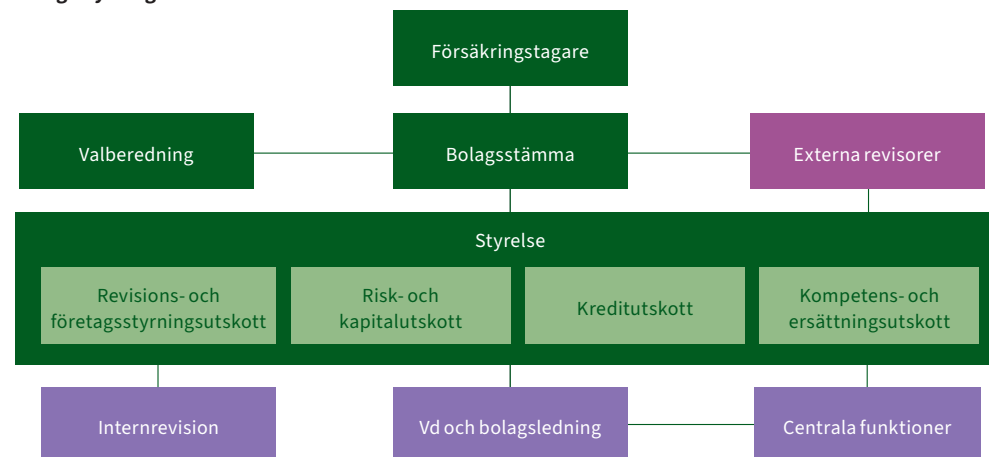 Försäkringstagare
Valberedning
Bolagsstämma
Externa revisorer
Styrelse
Revisions- och
företagsstyrningsutskott
Risk- och
kapitalutskott
Kreditutskott
Kompetens- och
ersättningsutskott
Internrevision
Vd och bolagsledning
Centrala funktioner